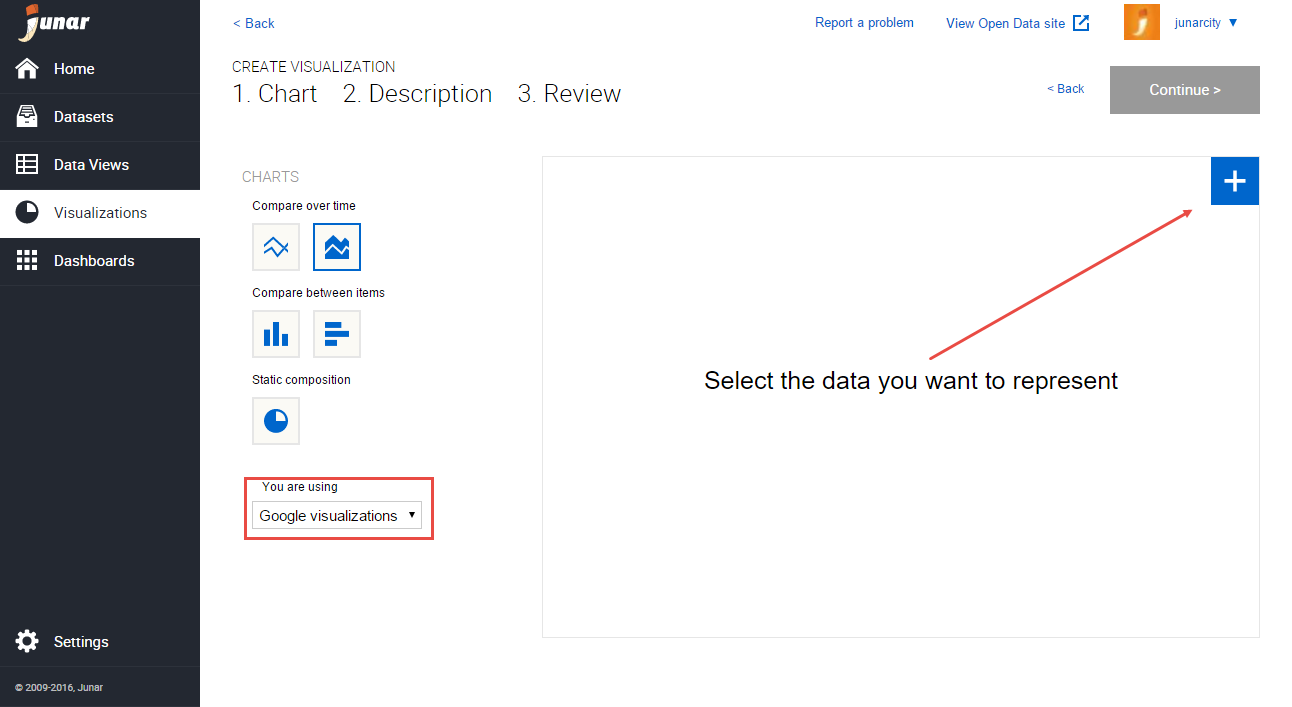 junar
Home
Datasets
Data Views
Visualizations
Dashboards
Settings
© 2009-2016, Junar
< Back
Report a problem
View Open Data site
junarcity ▼
CREATE VISUALIZATION
1. Chart 2. Description 3. Review
< Back
Continue >
CHARTS
Compare over time
Compare between items
Static composition
You are using
Google visualizations ▼
Select the data you want to represent